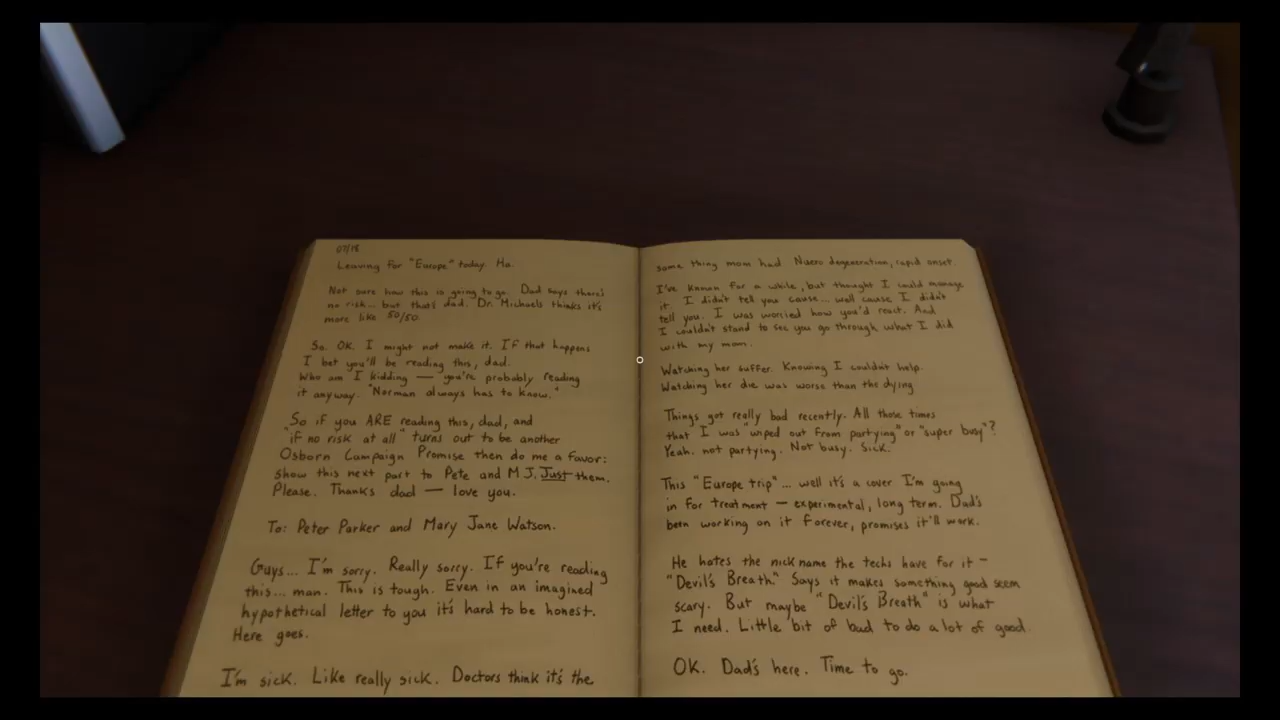 07/18
Leaving for "Europe" today. Ha.
Not sure how this is going to go. Dad says there's
no risk... but that's dad. Dr. Michaels thinks it's
more like 50/50.
So. OK. I might not make it. If that happens
I bet you'll be reading this, dad.
Who am I kidding — you're probably reading
it anyway. "Norman always has to know."
So if you ARE reading this, dad, and
"if no risk at all" turns out to be another
Osborn Campaign Promise then do me a favor:
Show this next part to Pete and MJ. Just them.
Please. Thanks dad — love you.
To: Peter Parker and Mary Jane Watson.
Guys... I'm sorry. Really sorry. If you're reading
this... man. This is tough. Even in an imagined
hypothetical letter to you it's hard to be honest.
Here goes.
I'm sick. Like really sick. Doctors think it's the
same thing mom had Nuero degeneration, rapid onset.
I've known for a while, but thought I could manage
it. I didn't tell you cause... well cause I didn't
tell you. I was worried how you'd react. And
I couldn't stand to see you go through what I did
with my mom.
Watching her suffer. Knowing I couldn't help.
Watching her die was worse than the dying
Things got really bad recently. All those times
that I was "wiped out from partying" or "super busy"?
Yeah. not partying. Not busy. Sick.
This "Europe trip"... well it's a cover I'm going
in for treatment — experimental, long term. Dad's
been working on it forever, promises it'll work.
He hates the nickname the techs have for it –
"Devil's Breath." Says it makes something good seem
scary. But maybe "Devil's Breath" is what
I need. Little bit of bad to do a lot of good.
OK. Dad's here. Time to go.